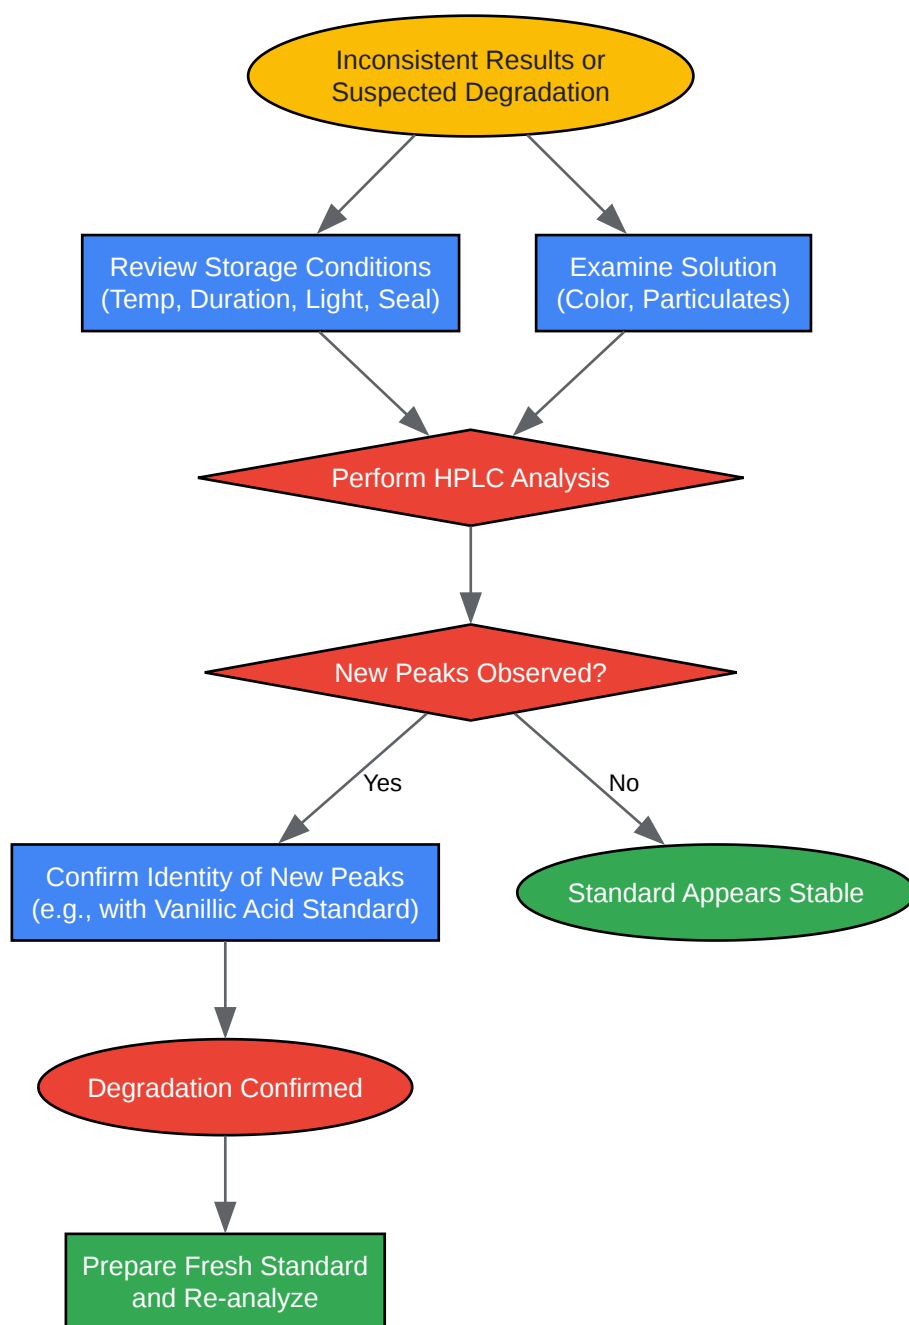 Inconsistent Results or
Suspected Degradation
Review Storage Conditions
(Temp, Duration, Light, Seal)
Examine Solution
(Color, Particulates)
Perform HPLC Analysis
New Peaks Observed?
Yes
No
Confirm Identity of New Peaks
(e.g., with Vanillic Acid Standard)
Standard Appears Stable
Degradation Confirmed
Prepare Fresh Standard
and Re-analyze